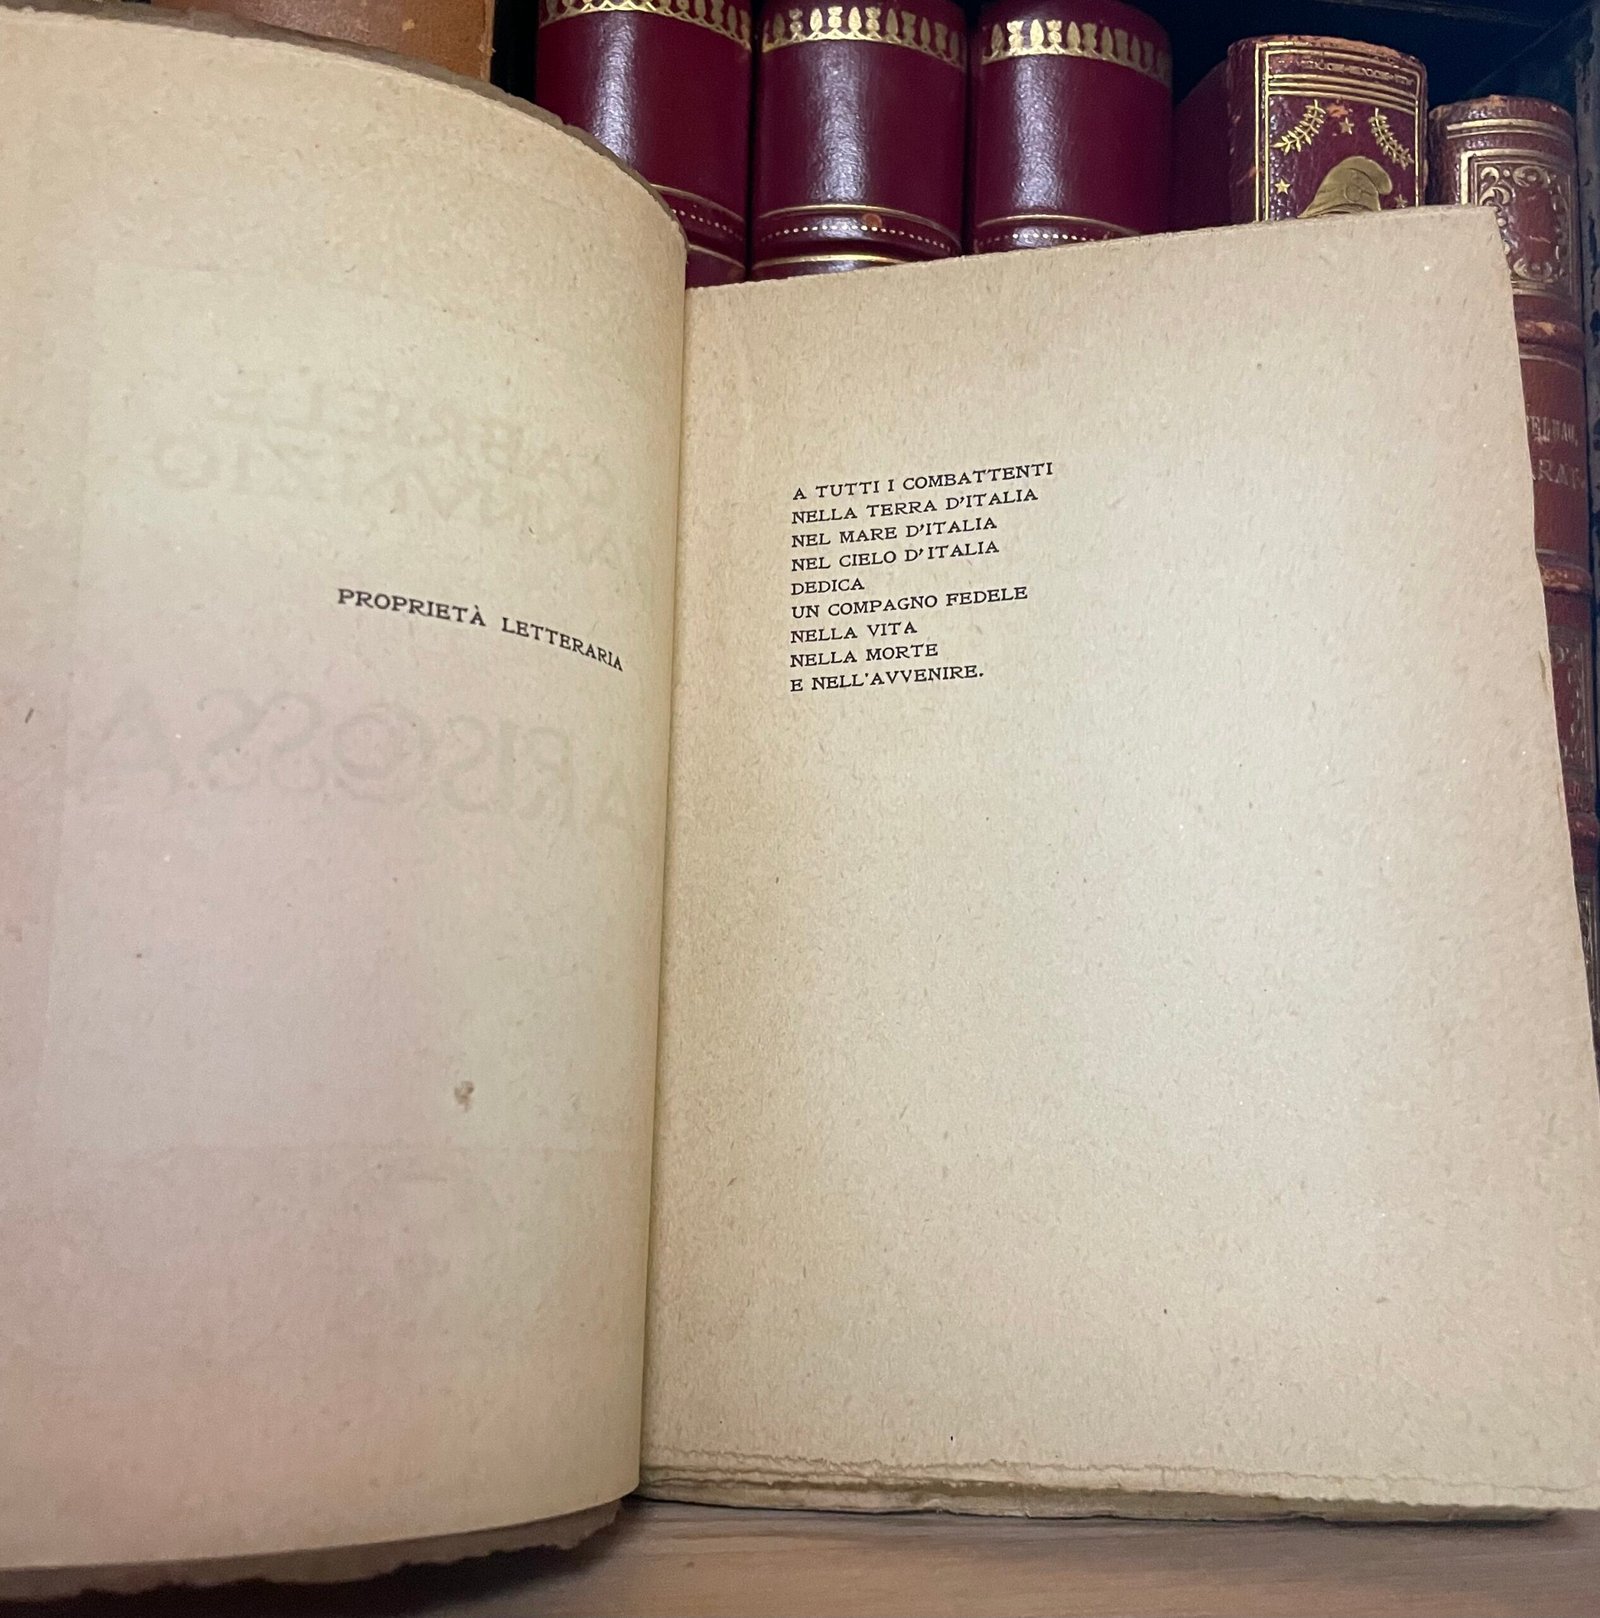 PROPRIETÀ LETTERARIA
A TUTTI I COMBATTENTI
NELLA TERRA D'ITALIA
NEL MARE D'ITALIA
NEL CIELO D'ITALIA
DEDICA
UN COMPAGNO FEDELE
NELLA VITA
NELLA MORTE
E NELL'AVVENIRE.